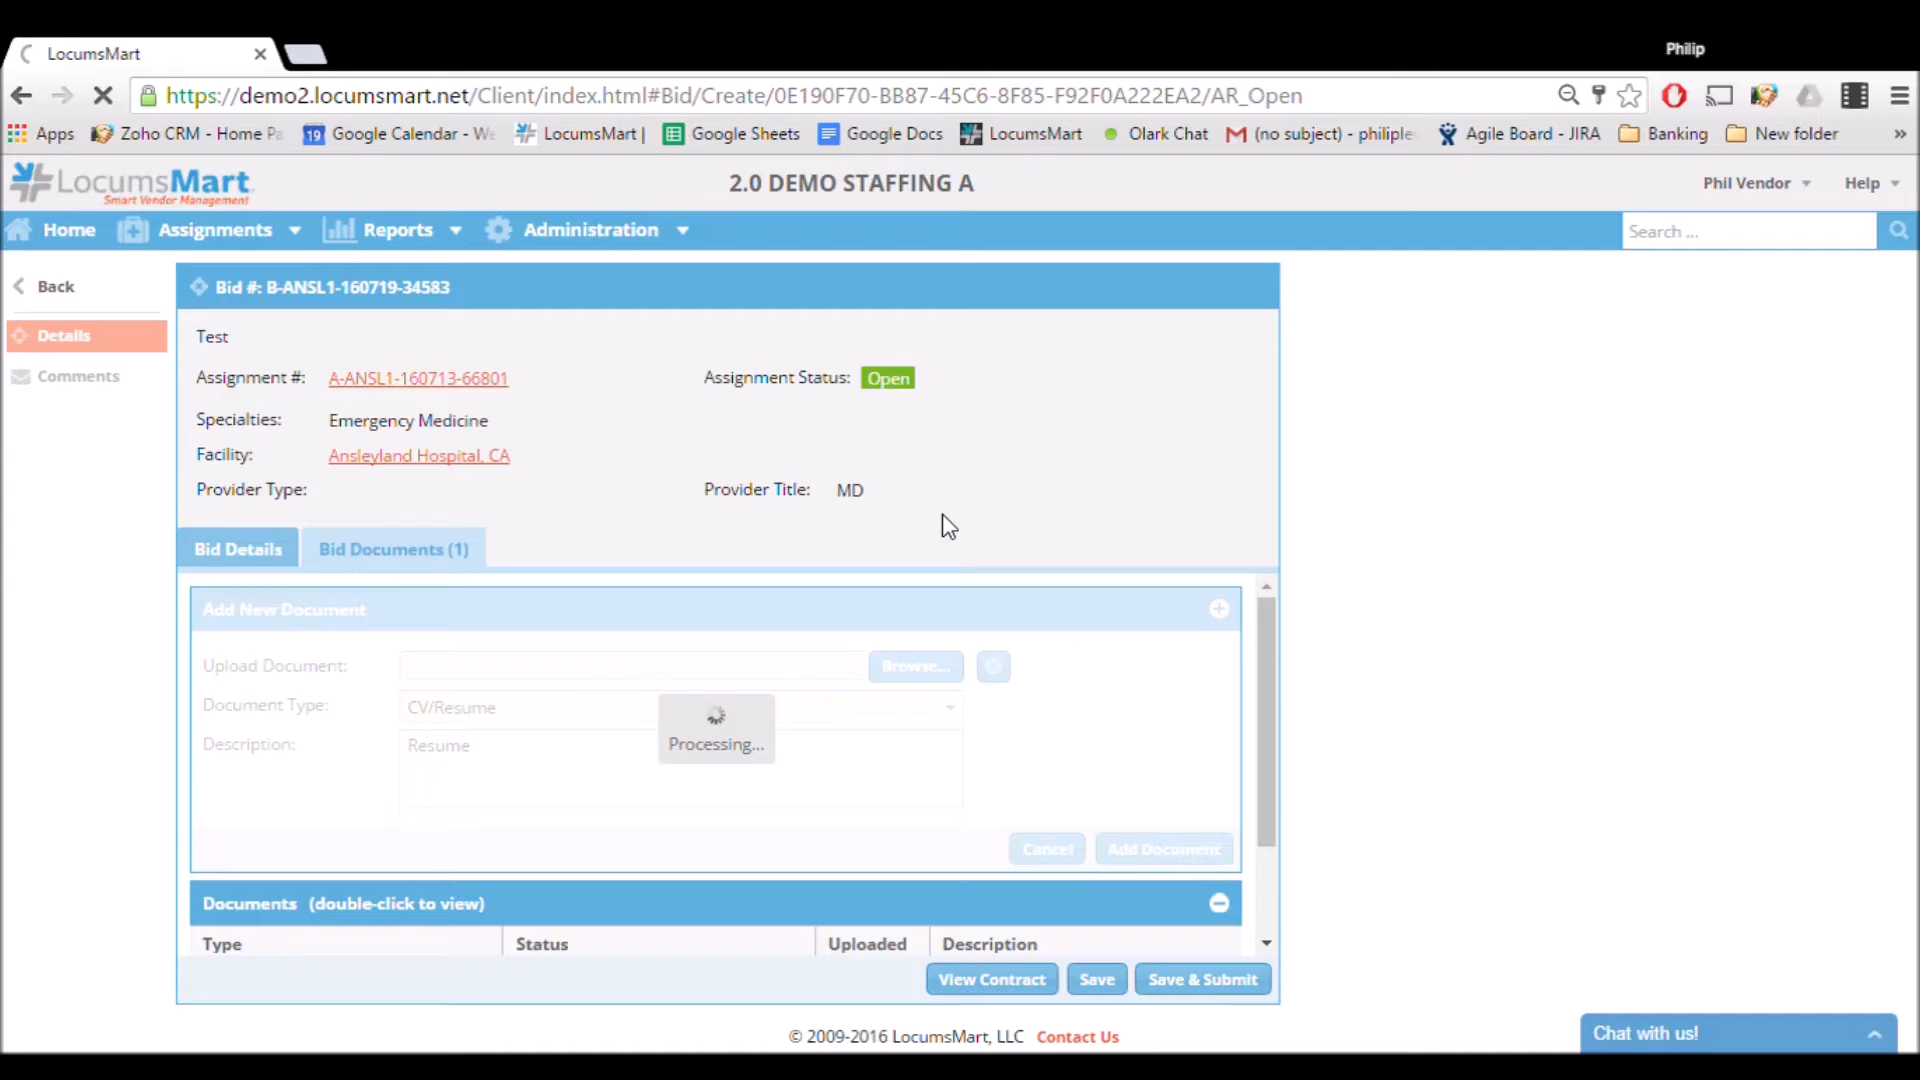 Philip
LocumsMart
https://demo2.locumsmart.net/Client/index.html#Bid/Create/0E190F70-BB87-45C6-8F85-F92F0A222EA2/AR_Open
Apps Zoho CRM - Home Pa 19 Google Calendar - We LocumsMart | Google Sheets Google Docs LocumsMart Olark Chat (no subject) - philiple Agile Board - JIRA Banking New folder »
LocumsMart
Smart Vendor Management
2.0 DEMO STAFFING A
Phil Vendor Help
Home Assignments Reports Administration Search ...
Back
Details
Comments
Bid #: B-ANSL1-160719-34583
Test
Assignment #: A-ANSL1-160713-66801 Assignment Status: Open
Specialties: Emergency Medicine
Facility: Ansleyland Hospital, CA
Provider Type: Provider Title: MD
Bid Details Bid Documents (1)
Add New Document
Upload Document: Browse...
Document Type: CV/Resume
Description: Resume
Processing...
Cancel Add Document
Documents (double-click to view)
Type Status Uploaded Description
View Contract Save Save & Submit
© 2009-2016 LocumsMart, LLC Contact Us
Chat with us!